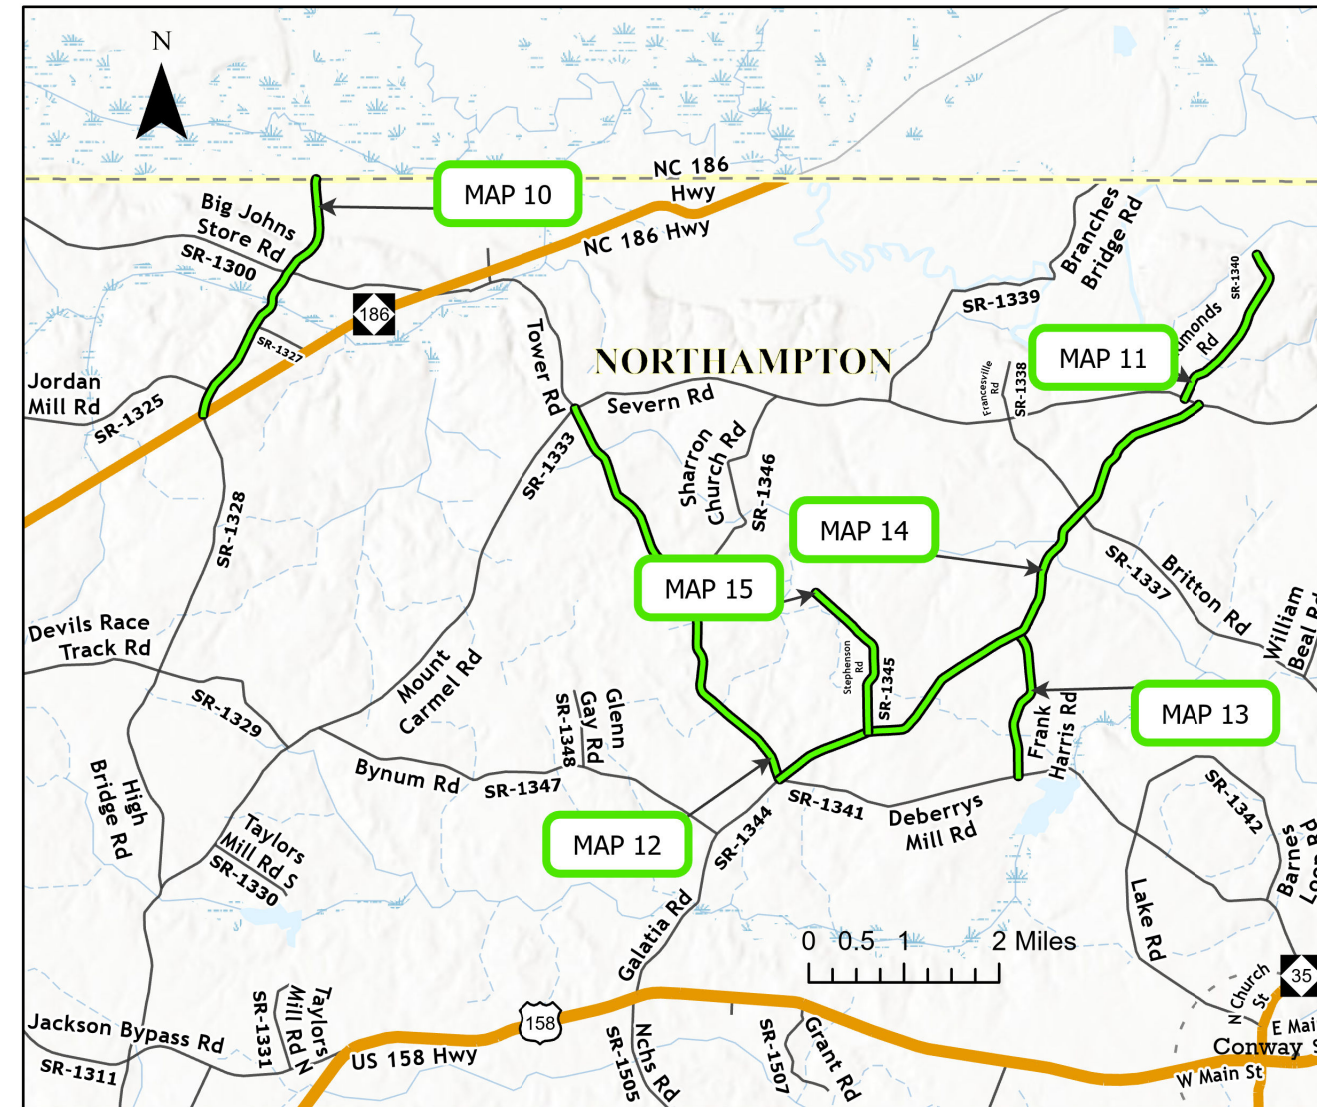 N
NC 186
Hwy
MAP 10
Big Johns
Store Rd
SR-1300
NC 186 Hwy
Branches
Bridge Rd
SR-1340
SR-1339
186
SR-1327
Tower Rd
NORTHAMPTON
MAP 11
Rd
Jordan
Mill Rd
SR-1325
Severn Rd
Francesville
Rd
SR-1338
SR-1333
Sharron
Church Rd
SR-1346
SR-1328
MAP 14
SR-1337
Britton Rd
MAP 15
William
Beal Rd
Devils Race
Track Rd
Stephenson
Rd
SR-1345
Mount
Carmel Rd
SR-1329
Glenn
Gay Rd
SR-1348
Frank
Harris Rd
MAP 13
High
Bridge Rd
Bynum Rd
SR-1347
SR-1341
Deberrys
Mill Rd
SR-1342
Barnes
Taylors
Mill Rd S
SR-1330
MAP 12
SR-1344
Galatia Rd
Lake Rd
0 0.5 1 2 Miles
35
N Church
St
Taylors
Mill Rd N
SR-1331
Jackson Bypass Rd
SR-1311
158
US 158 Hwy
Nchs Rd
SR-1505
SR-1507
Grant Rd
Conway
W Main St